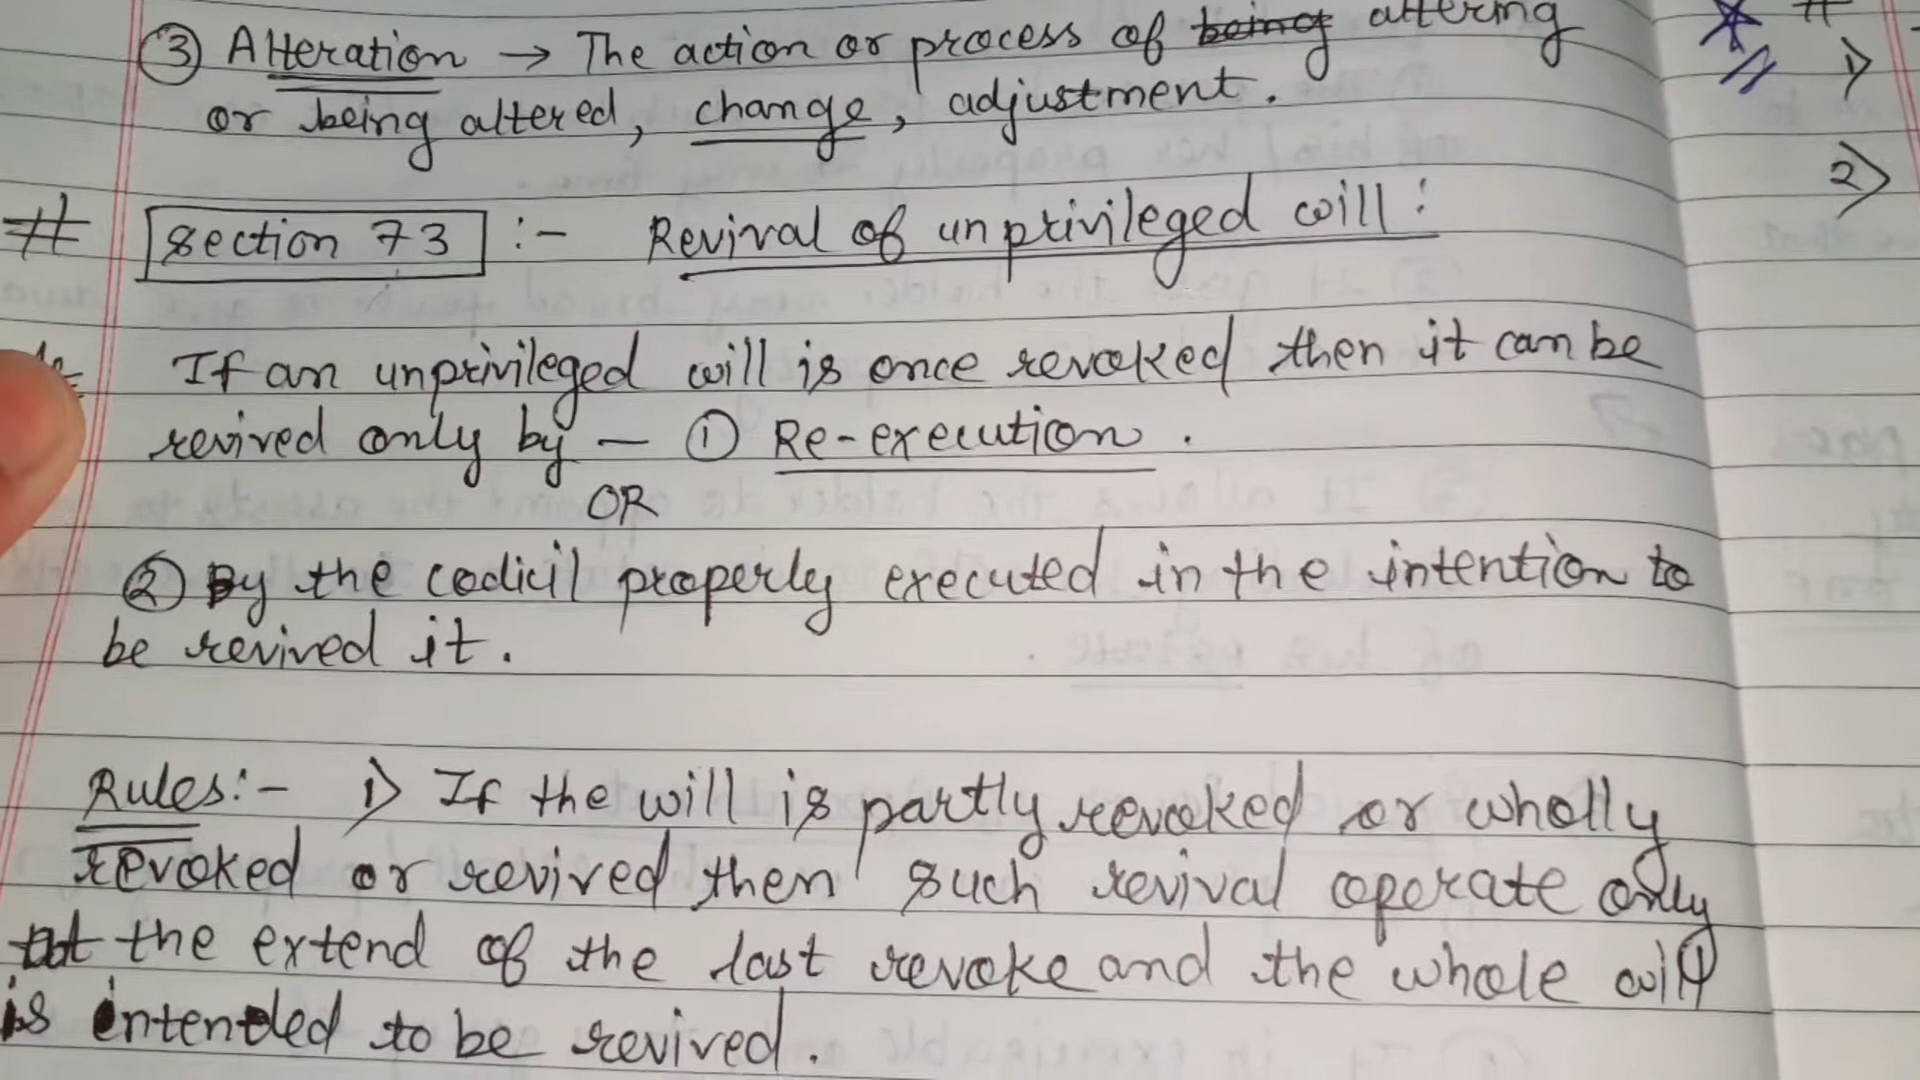 ③ Alteration → The action or process of being altering
or being altered, change, adjustment.
# Section 73 :- Revival of unprivileged will :
If an unprivileged will is once revoked then it can be
revived only by — ① Re-execution.
OR
② By the codicil properly executed in the intention to
be revived it.
Rules:- 1> If the will is partly revoked or wholly
revoked or revived then such revival operate only
the extend of the last revoke and the whole will
is intended to be revived.
#
1>
2>